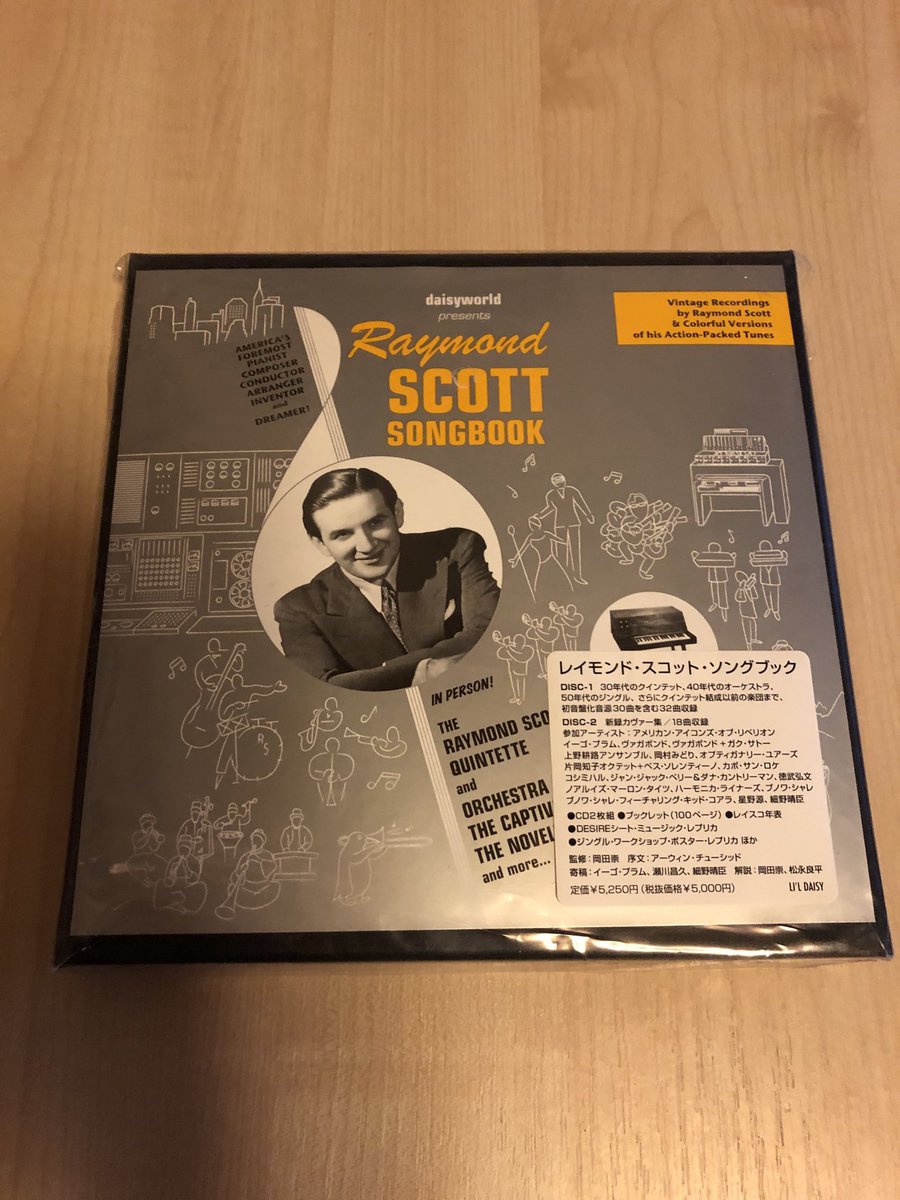 daisyworld
presents
Raymond
SCOTT
SONGBOOK
Vintage Recordings
by Raymond Scott
& Colorful Versions
of his Action-Packed Tunes
AMERICA'S
FOREMOST
PIANIST
COMPOSER
CONDUCTOR
ARRANGER
INVENTOR
and
DREAMER!
RS
IN PERSON!
THE
RAYMOND SCO
QUINTETTE
and
ORCHESTRA
THE CAPTIV
THE NOVEL
and more...
レイモンド・スコット・ソングブック
DISC-1 30年代のクインテット、40年代のオーケストラ、
50年代のジングル、さらにクインテット結成以前の楽団まで、
初音盤化音源30曲を含む32曲収録
DISC-2 新録カヴァー集/18曲収録
参加アーティスト:アメリカン・アイコンズ・オブ・リベリオン
イーゴ・プラム、ヴァガボンド、ヴァガボンド+ガク・サトー
上野耕路アンサンブル、岡村みどり、オプティガナリー・ユアーズ
片岡知子オクテット+ベス・ソレンティーノ、カボ・サン・ロケ
コシミハル、ジャン・ジャック・ペリー&ダナ・カントリーマン、徳武弘文
ノアルイズ・マーロン・タイツ、ハーモニカ・ライナーズ、ブノワ・シャレ
ブノワ・シャレ・フィーチャリング・キッド・コアラ、星野源、細野晴臣
●CD2枚組 ●ブックレット(100ページ) ●レイスコ年表
●DESIREシート・ミュージック・レプリカ
●ジングル・ワークショップ・ポスター・レプリカ ほか
監修:岡田崇 序文:アーウィン・チューシッド
寄稿:イーゴ・プラム、瀬川昌久、細野晴臣 解説:岡田崇、松永良平
定価¥5,250円(税抜価格¥5,000円) LI'L DAISY